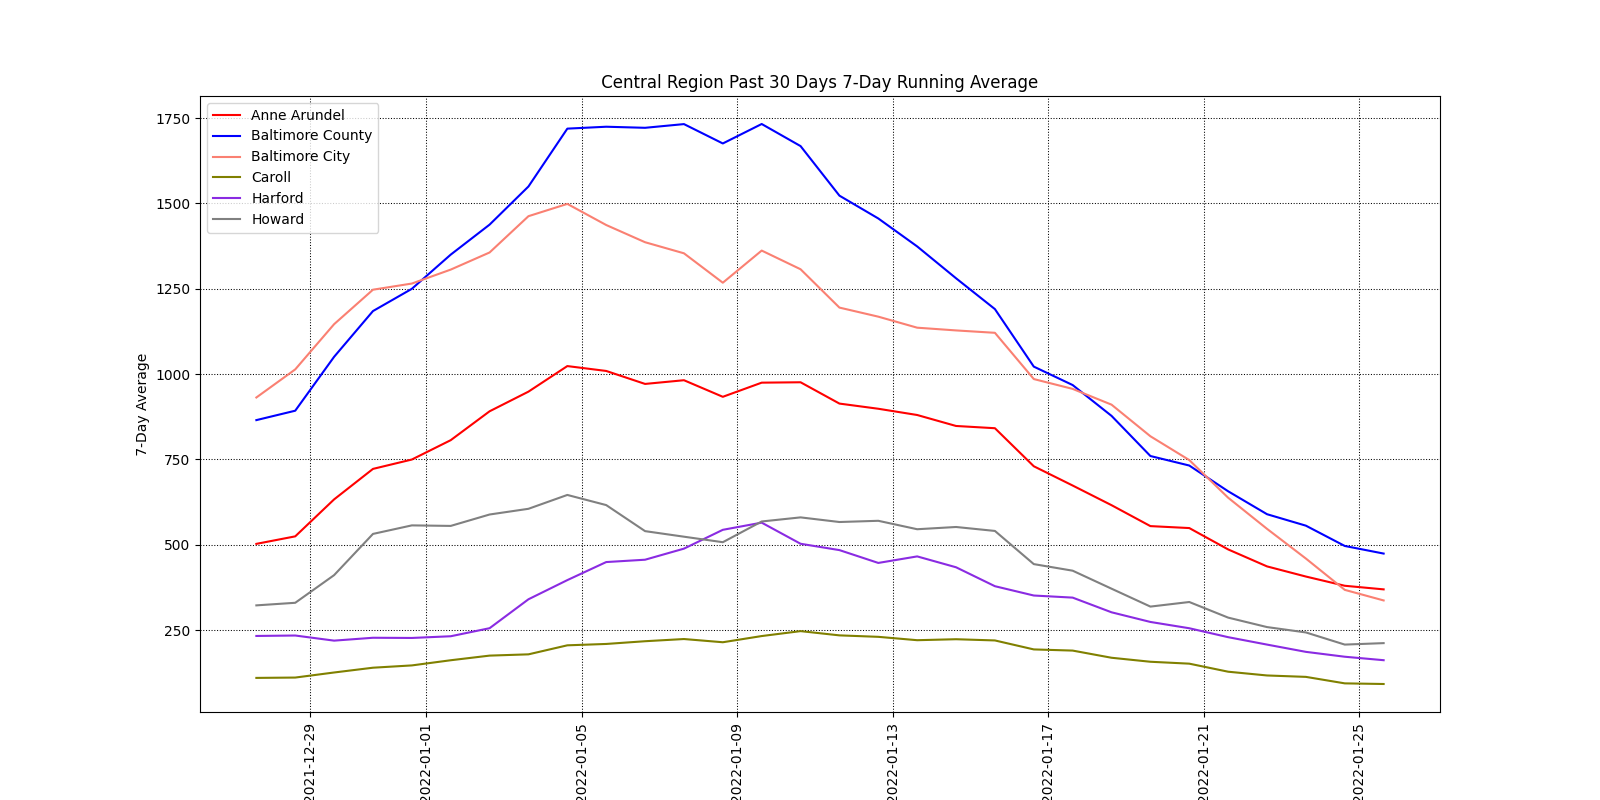 Central Region Past 30 Days 7-Day Running Average
7-Day Average
1750
1500
1250
1000
750
500
250
Anne Arundel
Baltimore County
Baltimore City
Caroll
Harford
Howard
2021-12-29
2022-01-01
2022-01-05
2022-01-09
2022-01-13
2022-01-17
2022-01-21
2022-01-25